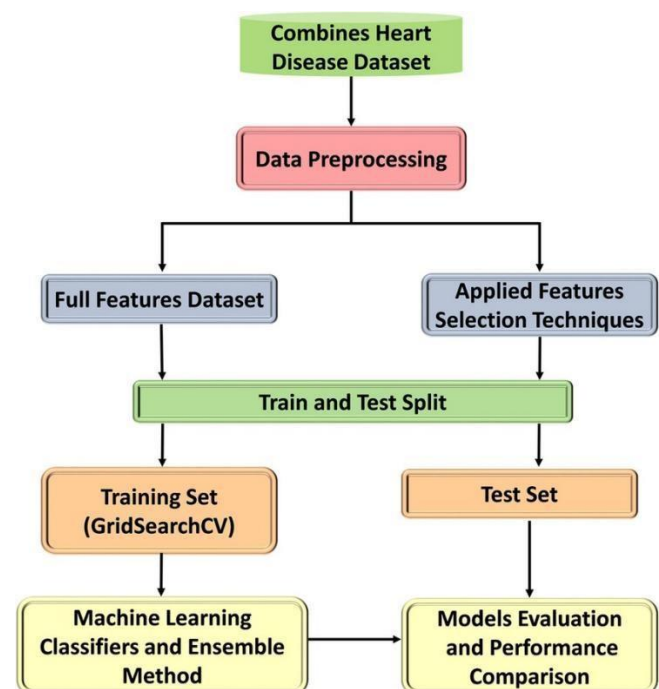 Combines Heart
Disease Dataset
Data Preprocessing
Full Features Dataset
Applied Features
Selection Techniques
Train and Test Split
Training Set
(GridSearchCV)
Test Set
Machine Learning
Classifiers and Ensemble
Method
Models Evaluation
and Performance
Comparison